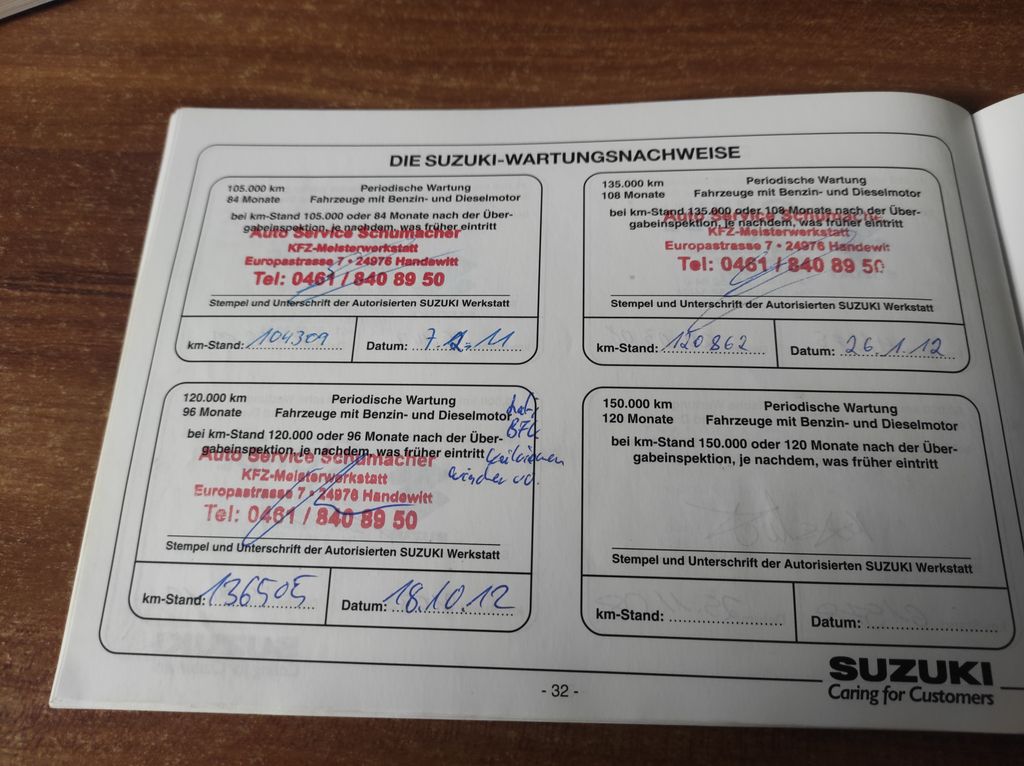 DIE SUZUKI-WARTUNGSNACHWEISE
105.000 km Periodische Wartung
84 Monate Fahrzeuge mit Benzin- und Dieselmotor
bei km-Stand 105.000 oder 84 Monate nach der Über-
gabeinspektion, je nachdem, was früher eintritt
Auto Service Schumacher
KFZ-Meisterwerkstatt
Europastrasse 7 • 24976 Handewitt
Tel: 0461 / 840 89 50
Stempel und Unterschrift der Autorisierten SUZUKI Werkstatt
km-Stand: 104309 Datum: 7.2.11
135.000 km Periodische Wartung
108 Monate Fahrzeuge mit Benzin- und Dieselmotor
bei km-Stand 135.000 oder 108 Monate nach der Über-
gabeinspektion, je nachdem, was früher eintritt
Auto Service Schumacher
KFZ-Meisterwerkstatt
Europastrasse 7 • 24976 Handewit
Tel: 0461 / 840 89 50
Stempel und Unterschrift der Autorisierten SUZUKI Werkstatt
km-Stand: 120862 Datum: 26.1.12
120.000 km Periodische Wartung
96 Monate Fahrzeuge mit Benzin- und Dieselmotor
bei km-Stand 120.000 oder 96 Monate nach der Über-
gabeinspektion, je nachdem, was früher eintritt
Auto Service Schumacher
KFZ-Meisterwerkstatt
Europastrasse 7 • 24976 Handewitt
Tel: 0461 / 840 89 50
Stempel und Unterschrift der Autorisierten SUZUKI Werkstatt
km-Stand: 136505 Datum: 18.10.12
150.000 km Periodische Wartung
120 Monate Fahrzeuge mit Benzin- und Dieselmotor
bei km-Stand 150.000 oder 120 Monate nach der Über-
gabeinspektion, je nachdem, was früher eintritt
Stempel und Unterschrift der Autorisierten SUZUKI Werkstatt
km-Stand: Datum:
- 32 -
SUZUKI
Caring for Customers